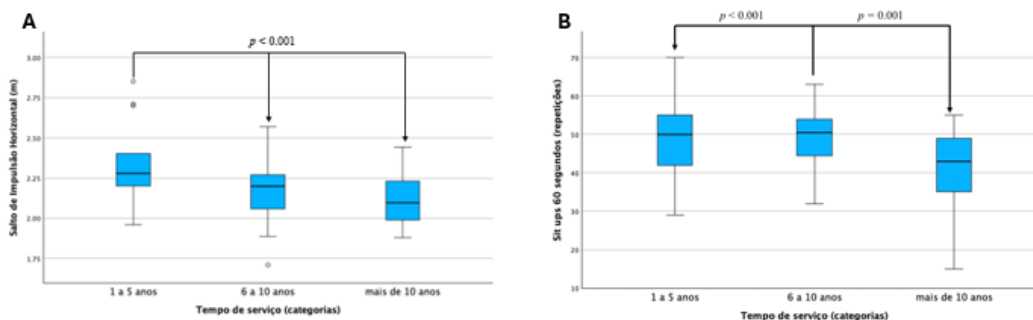 A
p < 0.001
Salto de Impulsão Horizontal (m)
3.00
2.75
2.50
2.25
2.00
1.75
1 a 5 anos
6 a 10 anos
mais de 10 anos
Tempo de serviço (categorias)
B
p < 0.001
p = 0.001
Sit ups 60 segundos (repetições)
80
70
60
50
40
30
20
10
1 a 5 anos
6 a 10 anos
mais de 10 anos
Tempo de serviço (categorias)